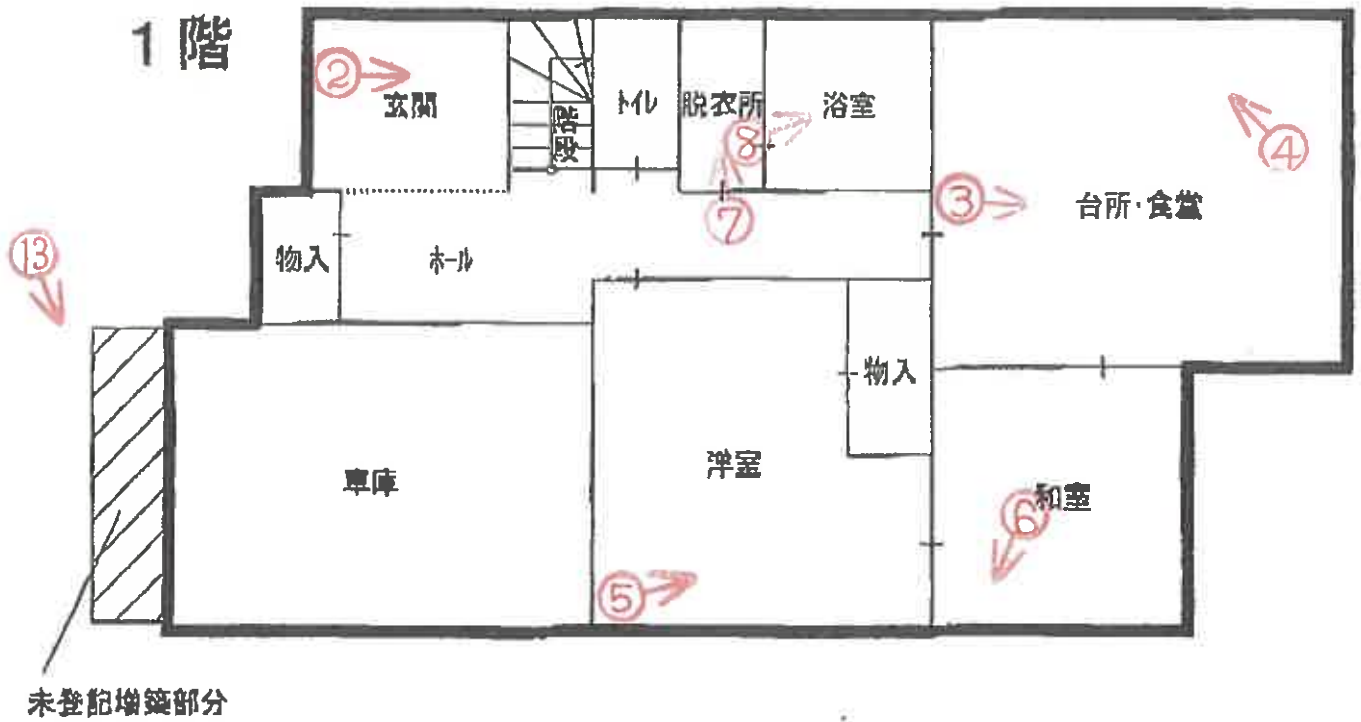 1階
②
玄関
階段
トイレ
脱衣所
浴室
⑧
④
③
台所・食堂
⑦
⑬
物入
ホール
物入
車庫
洋室
和室
⑥
⑤
未登記増築部分